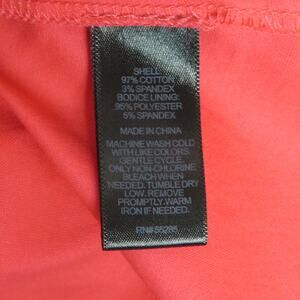 SHELL:
97% COTTON
3% SPANDEX
BODICE LINING:
95% POLYESTER
5% SPANDEX
MADE IN CHINA
MACHINE WASH COLD
WITH LIKE COLORS.
GENTLE CYCLE.
ONLY NON-CHLORINE
BLEACH WHEN
NEEDED. TUMBLE DRY
LOW. REMOVE
PROMPTLY. WARM
IRON IF NEEDED.
RN# 55285